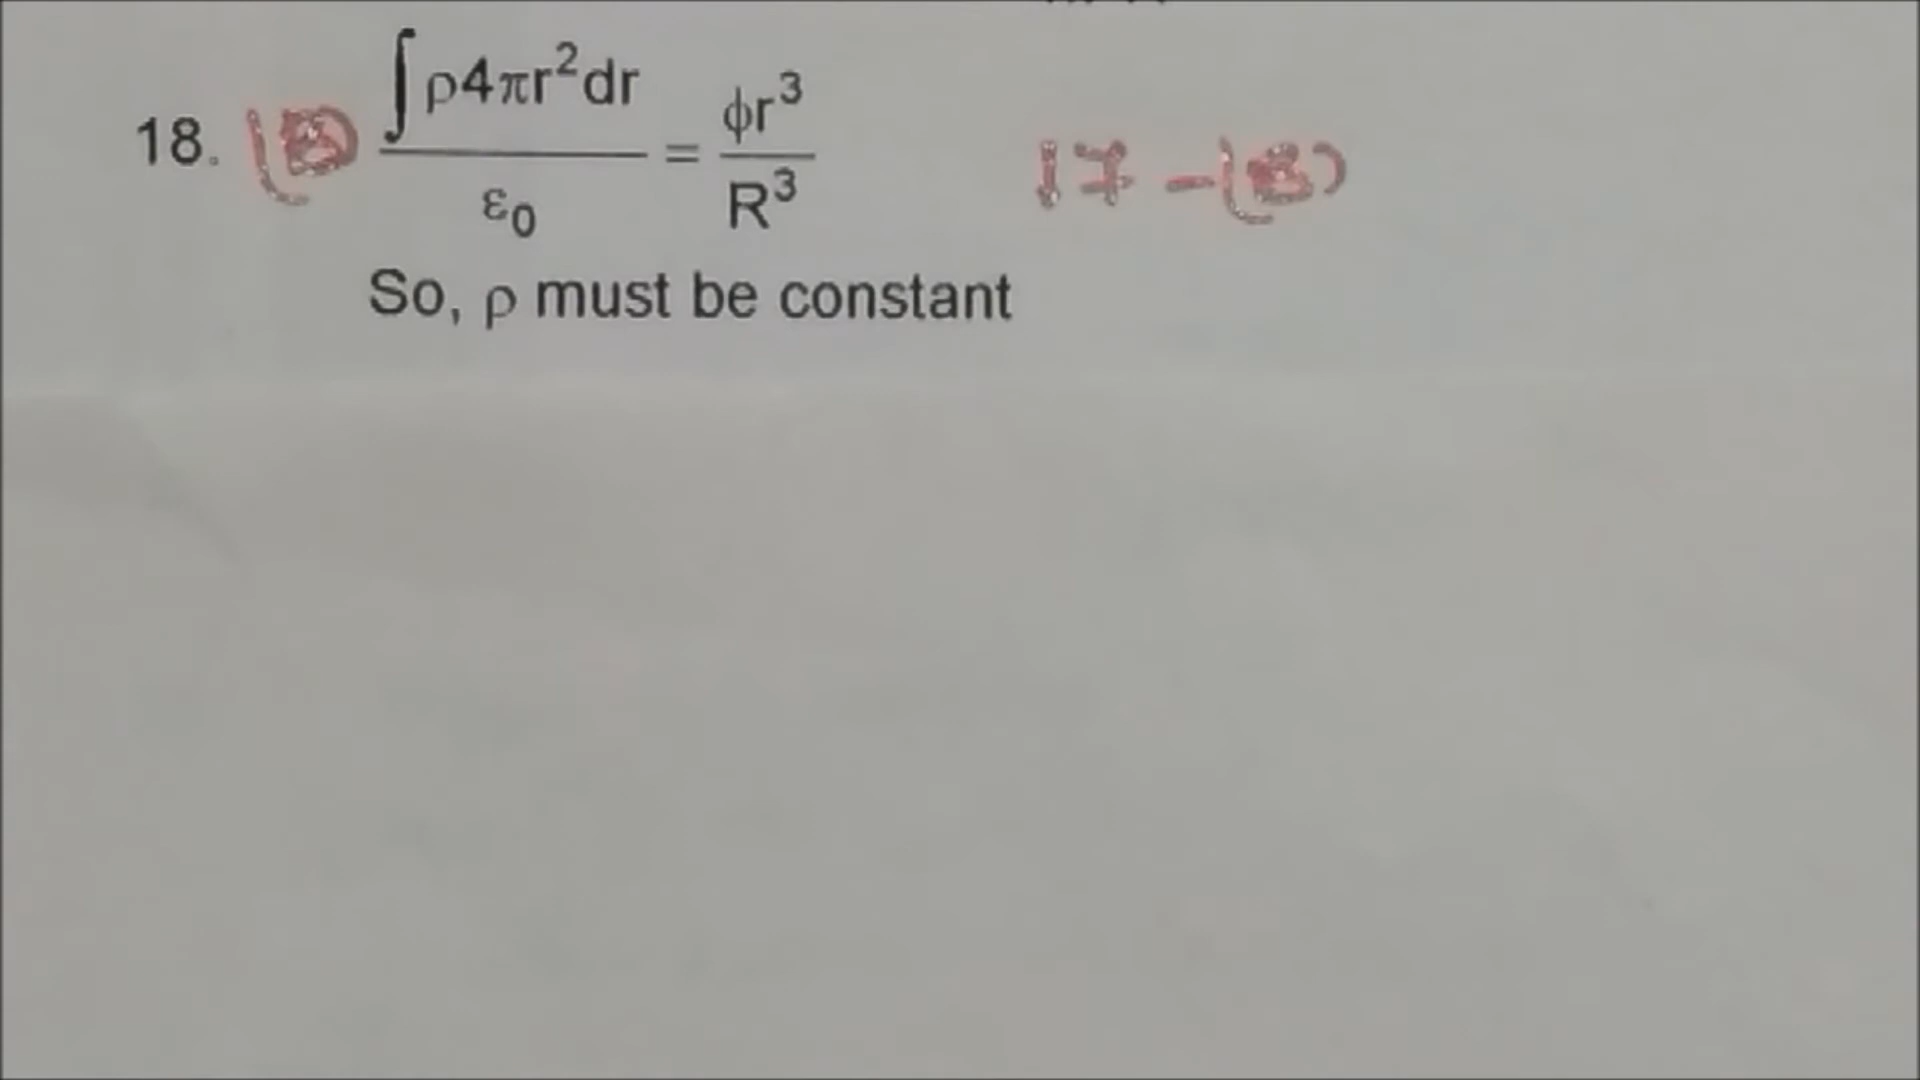 18. (B) ∫ρ4πr²dr / ε₀ = ϕr³ / R³
17 - (B)
So, ρ must be constant